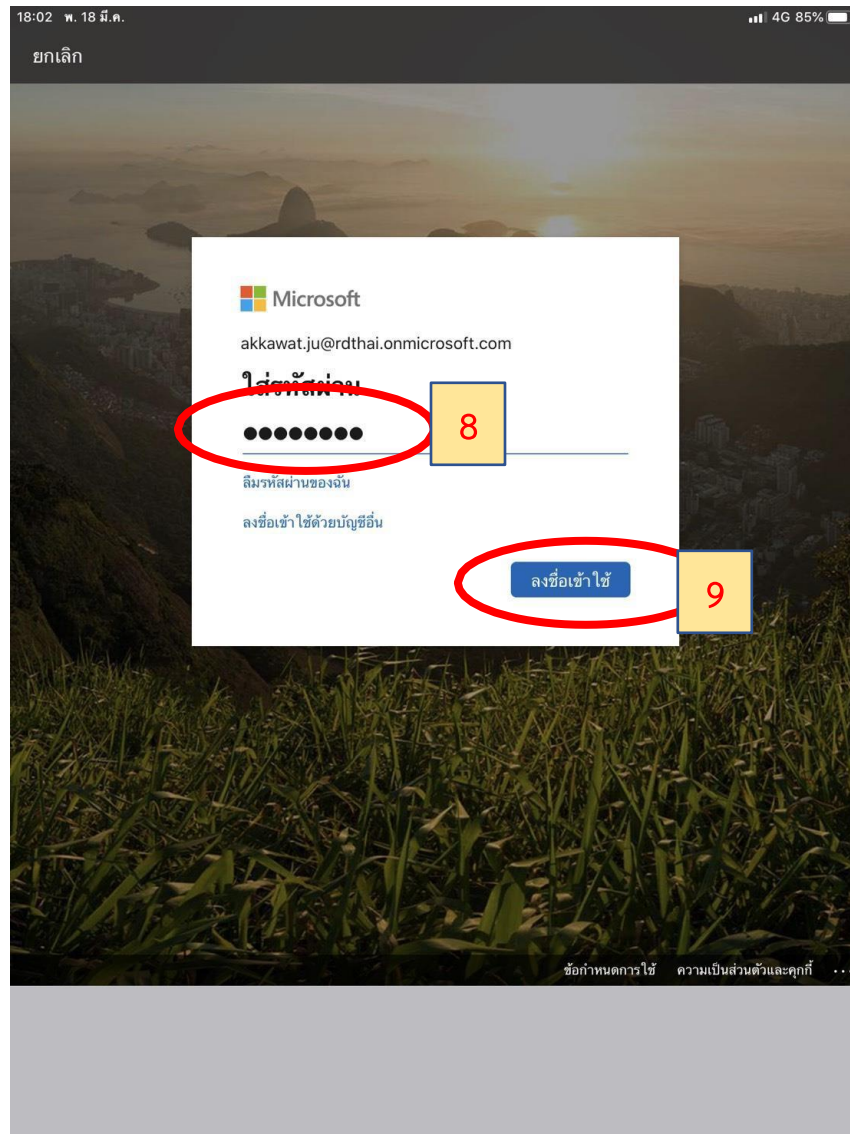 18:02 พ. 18 มี.ค.
4G 85%
ยกเลิก
Microsoft
akkawat.ju@rdthai.onmicrosoft.com
ใส่รหัสผ่าน
●●●●●●●●
8
ลืมรหัสผ่านของฉัน
ลงชื่อเข้าใช้ด้วยบัญชีอื่น
ลงชื่อเข้าใช้
9
ข้อกำหนดการใช้ ความเป็นส่วนตัวและคุกกี้ ...